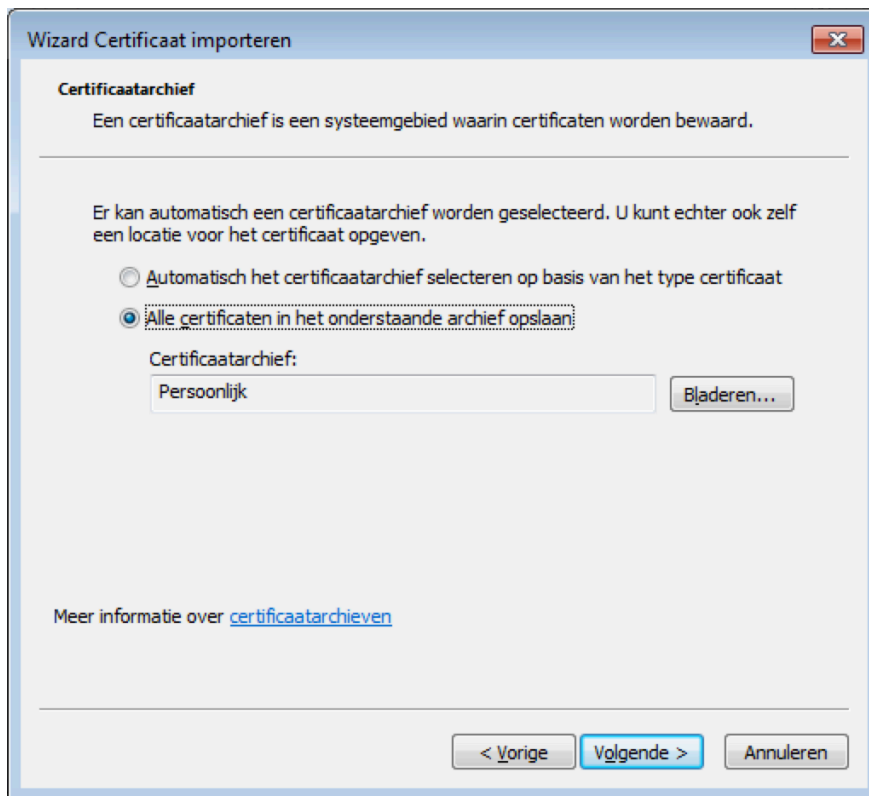 Wizard Certificaat importeren
Certificaatarchief
Een certificaatarchief is een systeemgebied waarin certificaten worden bewaard.
Er kan automatisch een certificaatarchief worden geselecteerd. U kunt echter ook zelf
een locatie voor het certificaat opgeven.
Automatisch het certificaatarchief selecteren op basis van het type certificaat
Alle certificaten in het onderstaande archief opslaan
Certificaatarchief:
Persoonlijk
Bladeren...
Meer informatie over certificaatarchieven
< Vorige
Volgende >
Annuleren